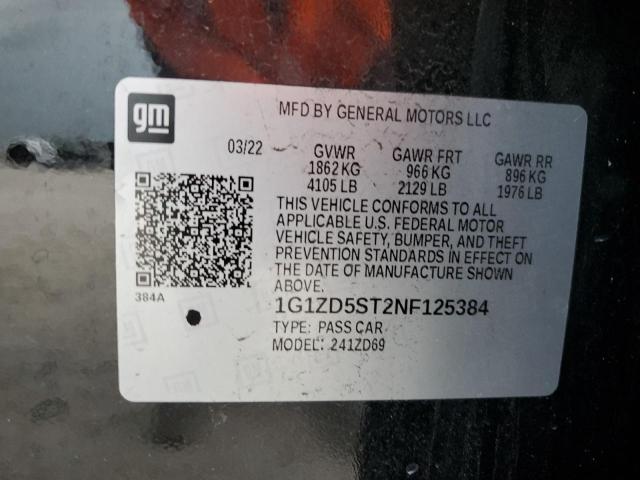 gm
MFD BY GENERAL MOTORS LLC
03/22
GVWR GAWR FRT GAWR RR
1862 KG 966 KG 896 KG
4105 LB 2129 LB 1976 LB
THIS VEHICLE CONFORMS TO ALL
APPLICABLE U.S. FEDERAL MOTOR
VEHICLE SAFETY, BUMPER, AND THEFT
PREVENTION STANDARDS IN EFFECT ON
THE DATE OF MANUFACTURE SHOWN
ABOVE.
384A
1G1ZD5ST2NF125384
TYPE: PASS CAR
MODEL: 241ZD69